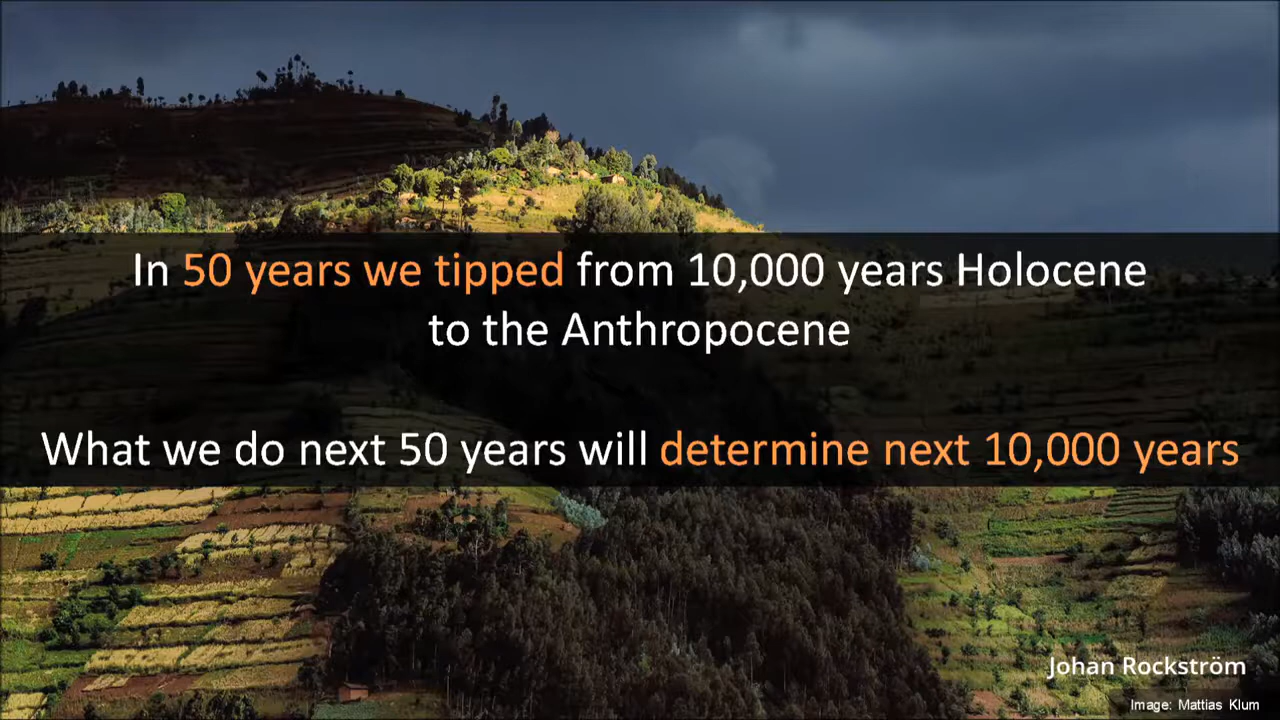 In 50 years we tipped from 10,000 years Holocene
to the Anthropocene
What we do next 50 years will determine next 10,000 years
Johan Rockström
Image: Mattias Klum